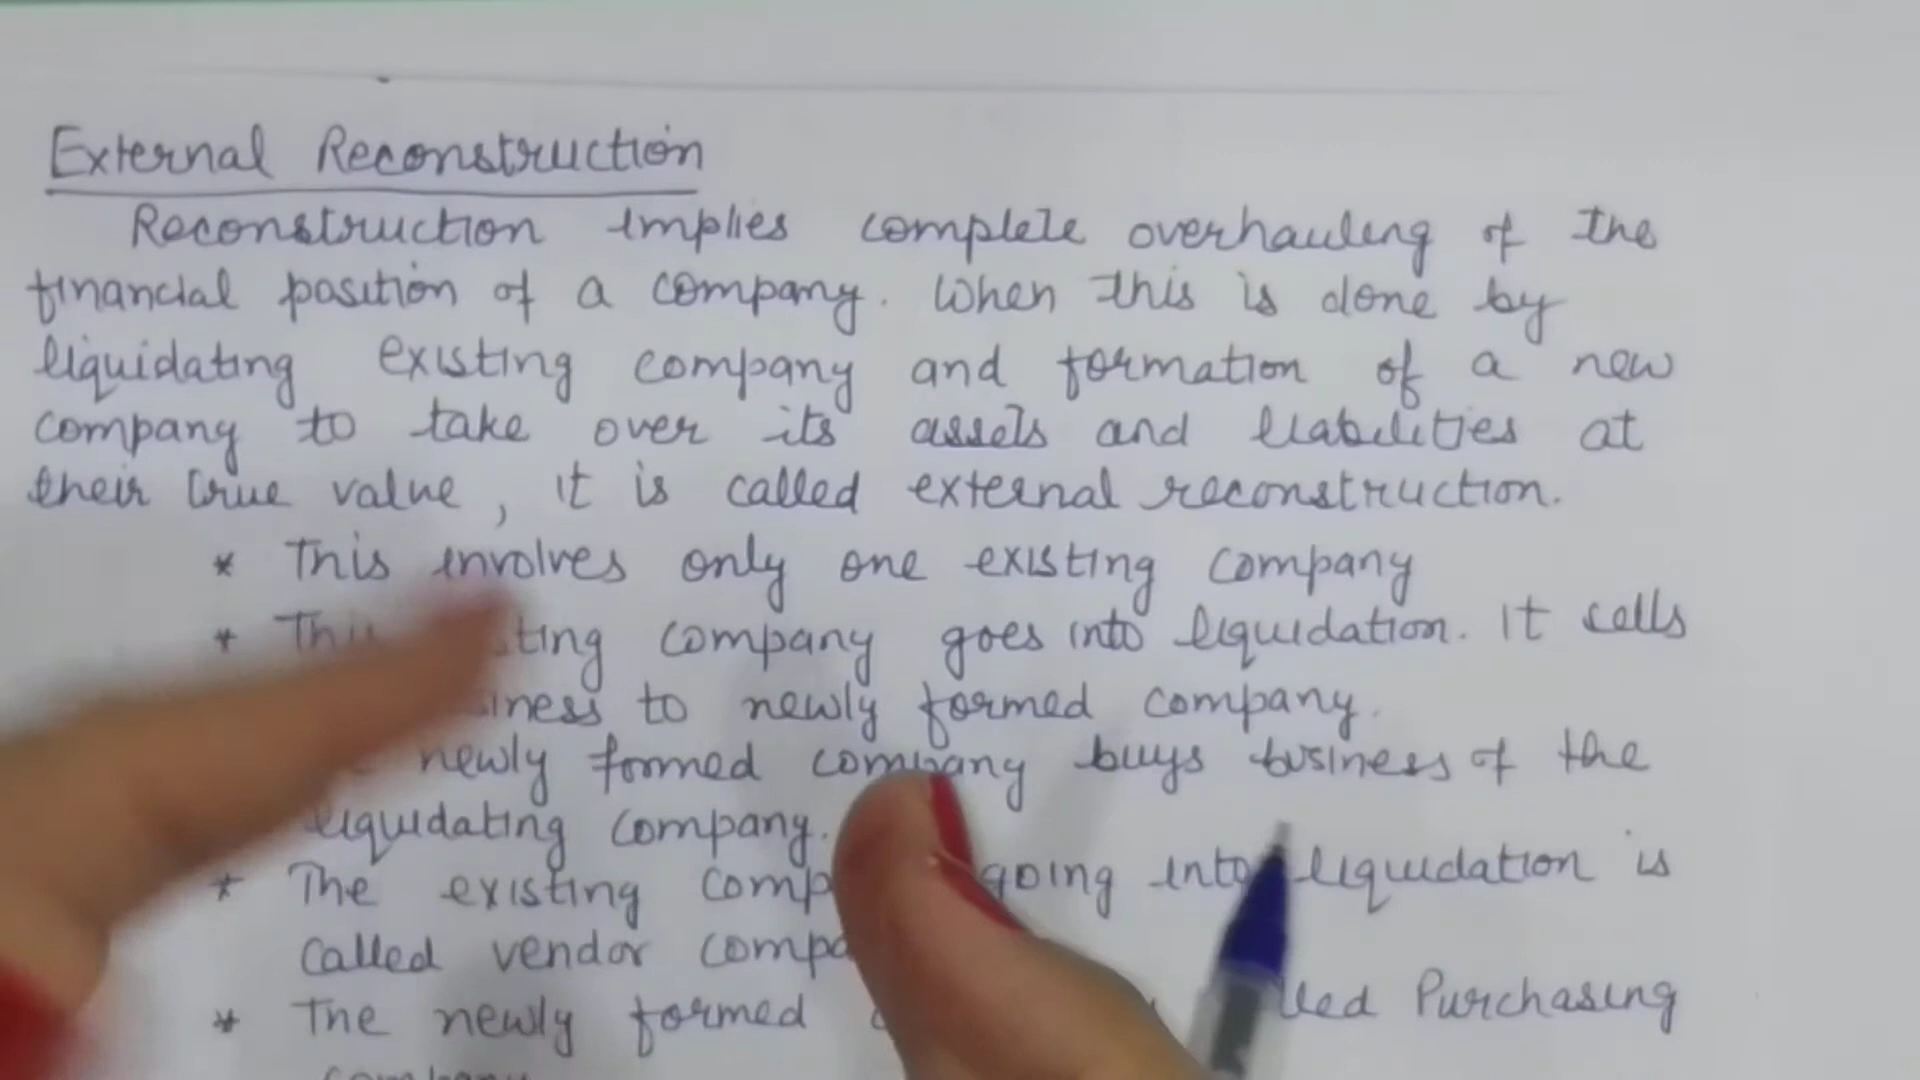 External Reconstruction
Reconstruction implies complete overhauling of the
financial position of a company. When this is done by
liquidating existing company and formation of a new
company to take over its assets and liabilities at
their true value, it is called external reconstruction.
* This involves only one existing company
* company goes into liquidation. It sells
to newly formed company.
newly formed company buys business of the
liquidating company.
* The existing going into liquidation is
called vendor
* The newly formed Purchasing
company